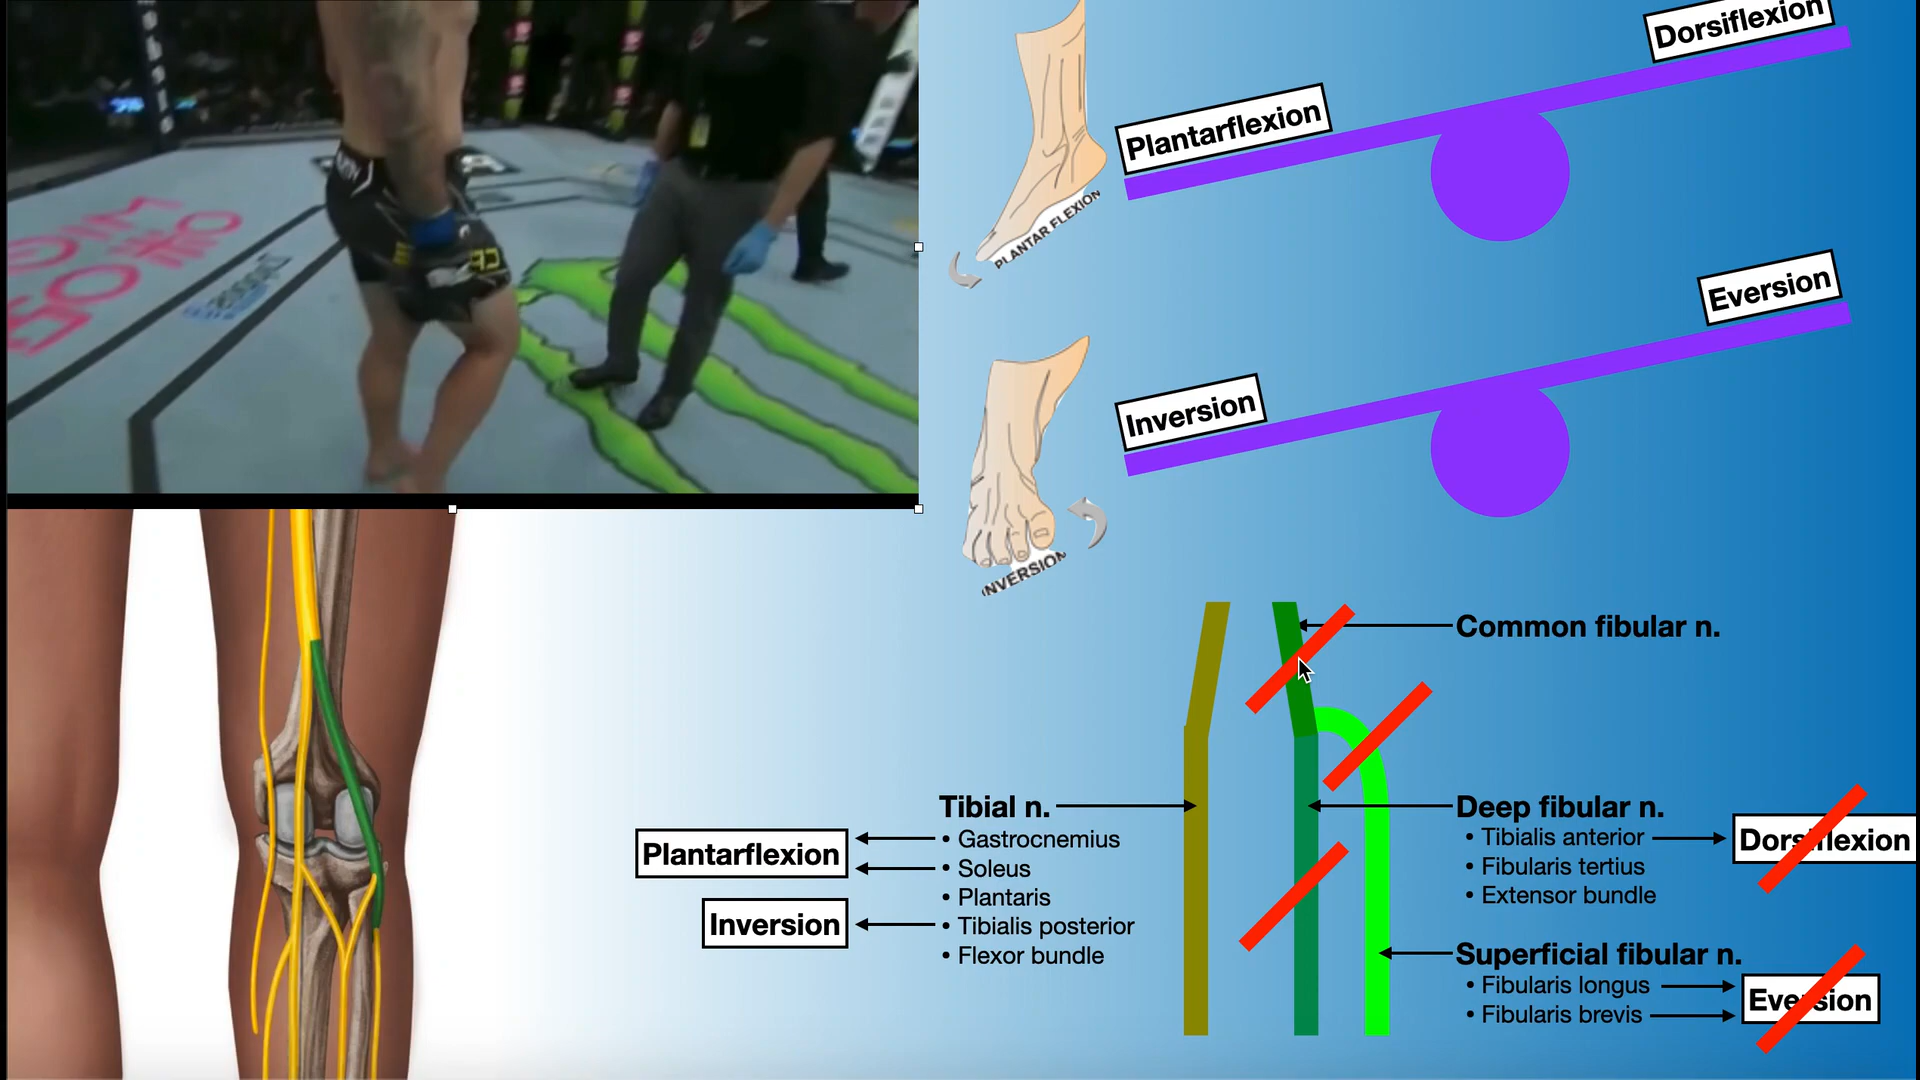 Dorsiflexion
Plantarflexion
PLANTAR FLEXION
Eversion
Inversion
INVERSION
Common fibular n.
Tibial n.
• Gastrocnemius
• Soleus
• Plantaris
• Tibialis posterior
• Flexor bundle
Plantarflexion
Inversion
Deep fibular n.
• Tibialis anterior
• Fibularis tertius
• Extensor bundle
Dorsiflexion
Superficial fibular n.
• Fibularis longus
• Fibularis brevis
Eversion